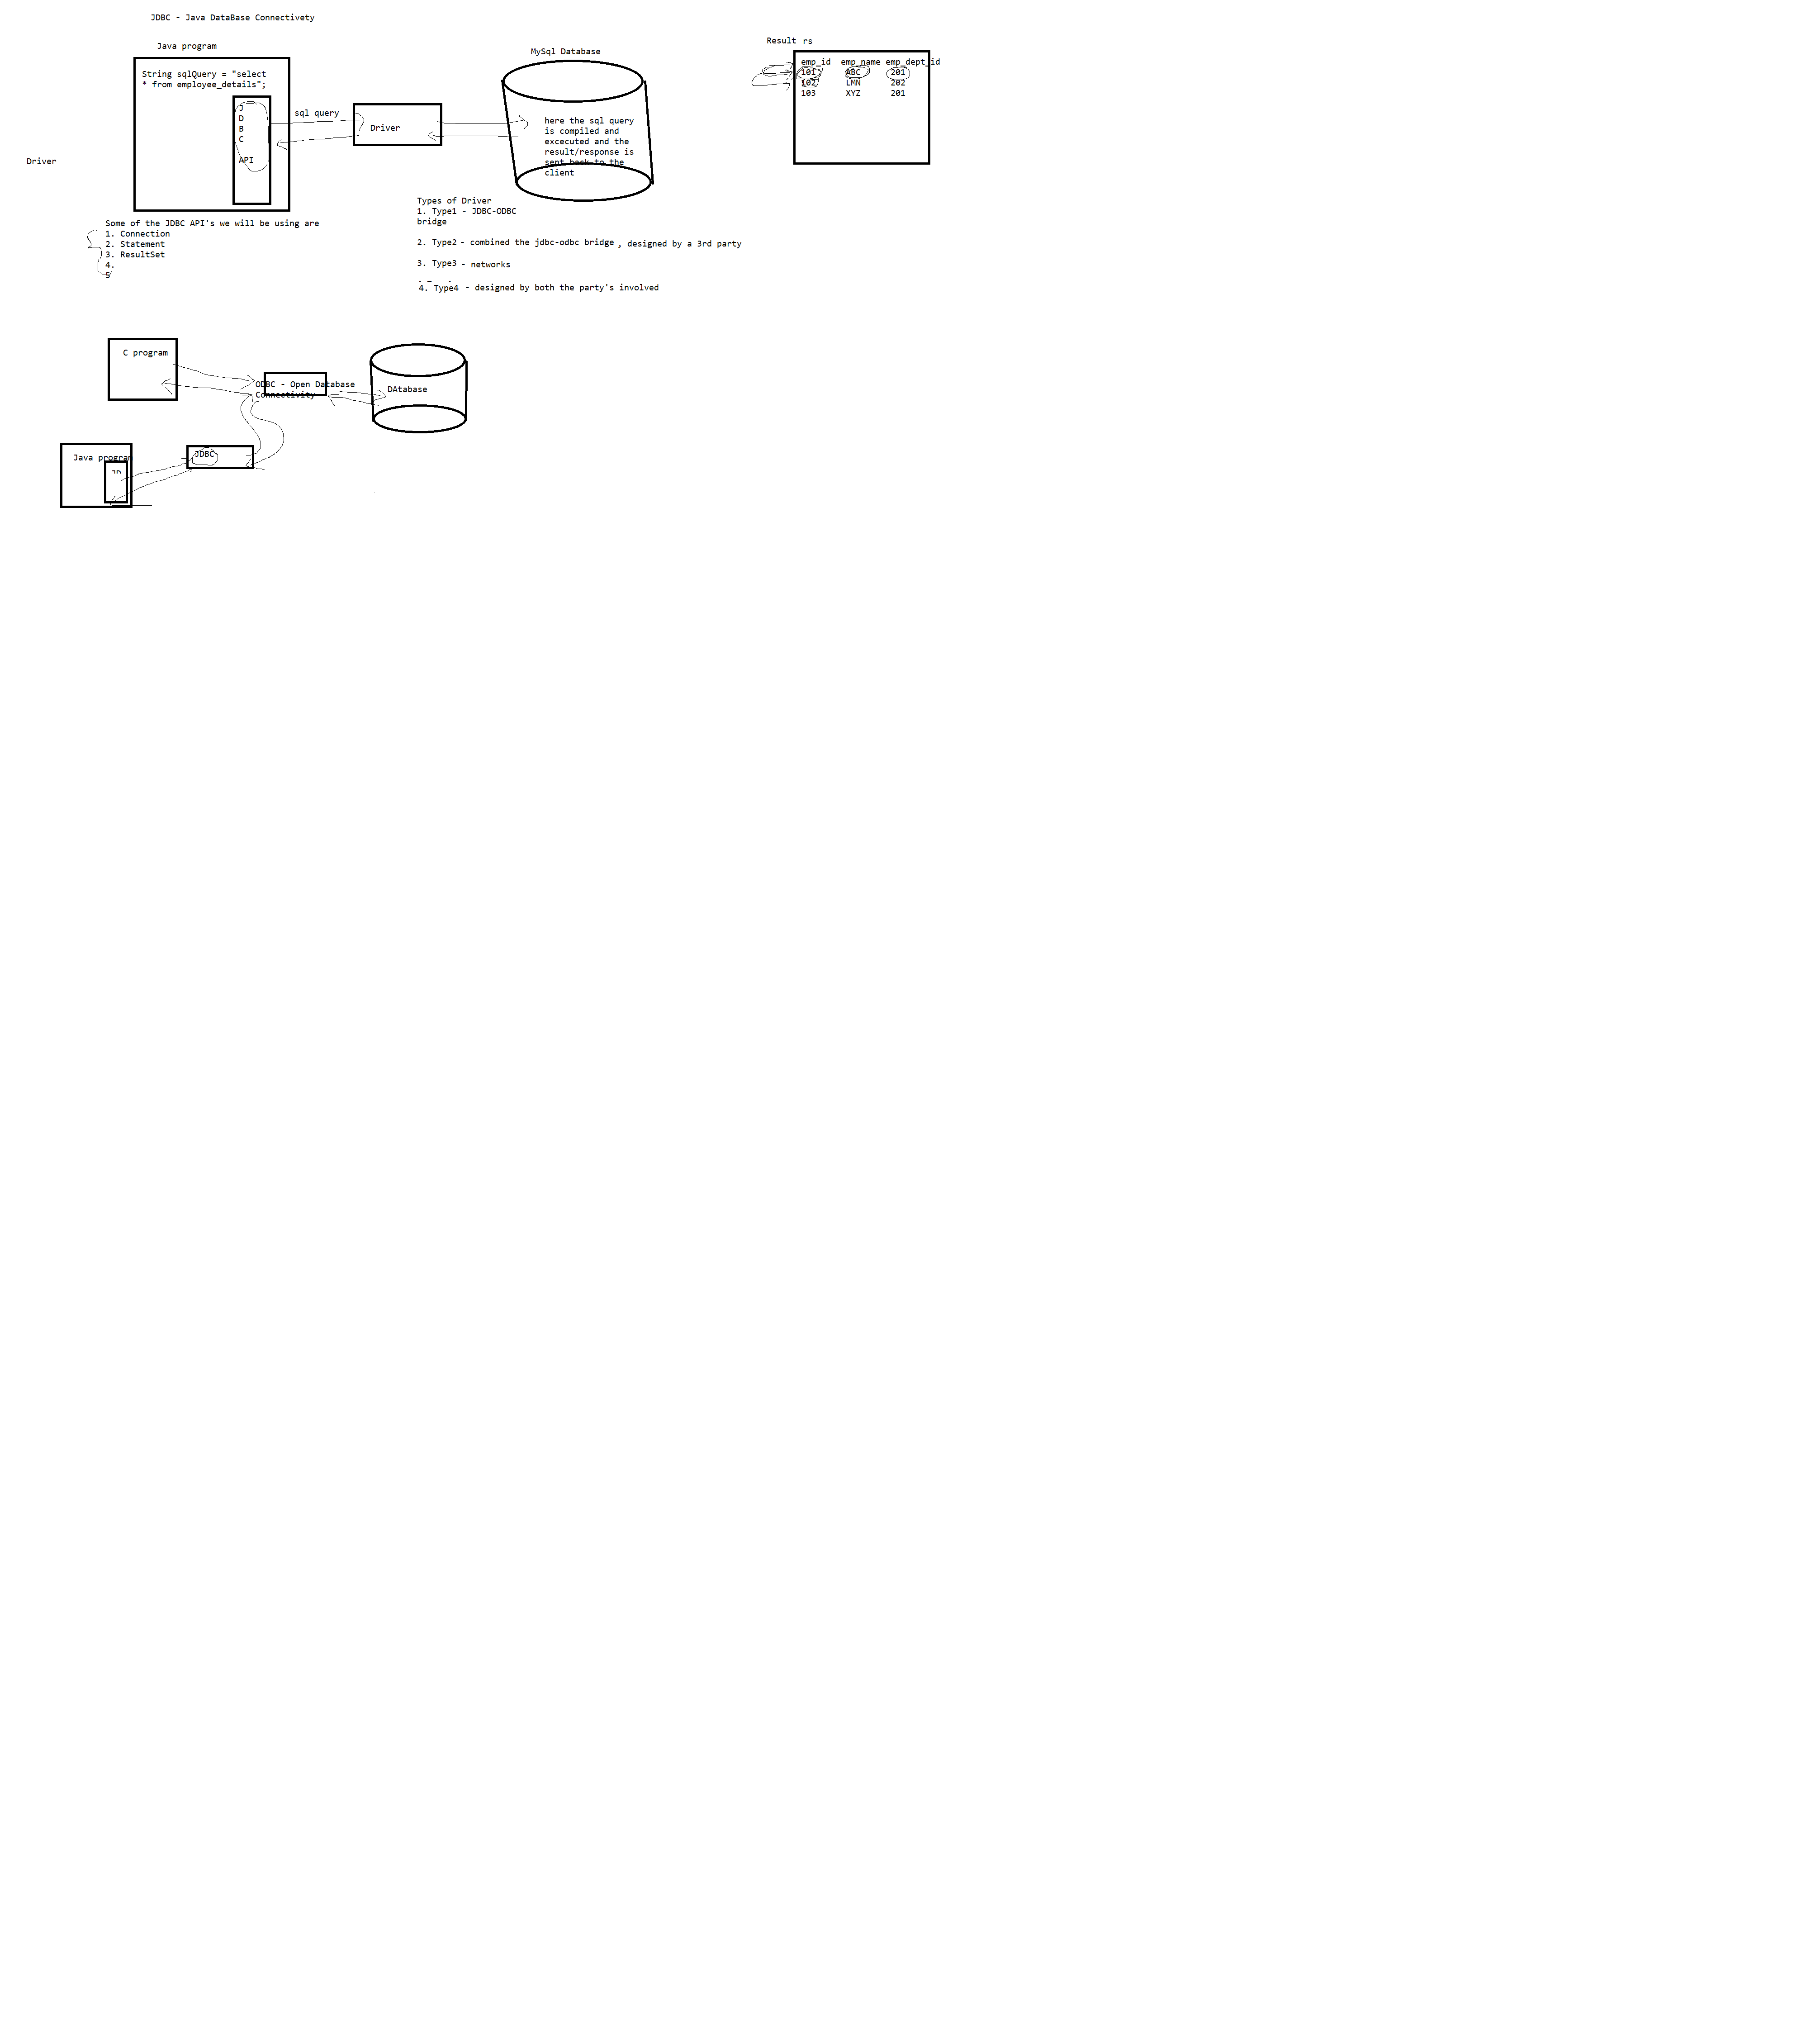 JDBC - Java DataBase Connectivety
Java program
String sqlQuery = "select
* from employee_details";
J
D
B
C
API
sql query
Driver
MySql Database
here the sql query
is compiled and
excecuted and the
result/response is
sent back to the
client
Result rs
emp_id emp_name emp_dept_id
101 ABC 201
102 LMN 202
103 XYZ 201
Driver
Some of the JDBC API's we will be using are
1. Connection
2. Statement
3. ResultSet
4.
5
Types of Driver
1. Type1 - JDBC-ODBC
bridge
2. Type2 - combined the jdbc-odbc bridge , designed by a 3rd party
3. Type3 - networks
4. Type4 - designed by both the party's involved
C program
ODBC - Open Database
Connectivity
DAtabase
Java program
JDBC